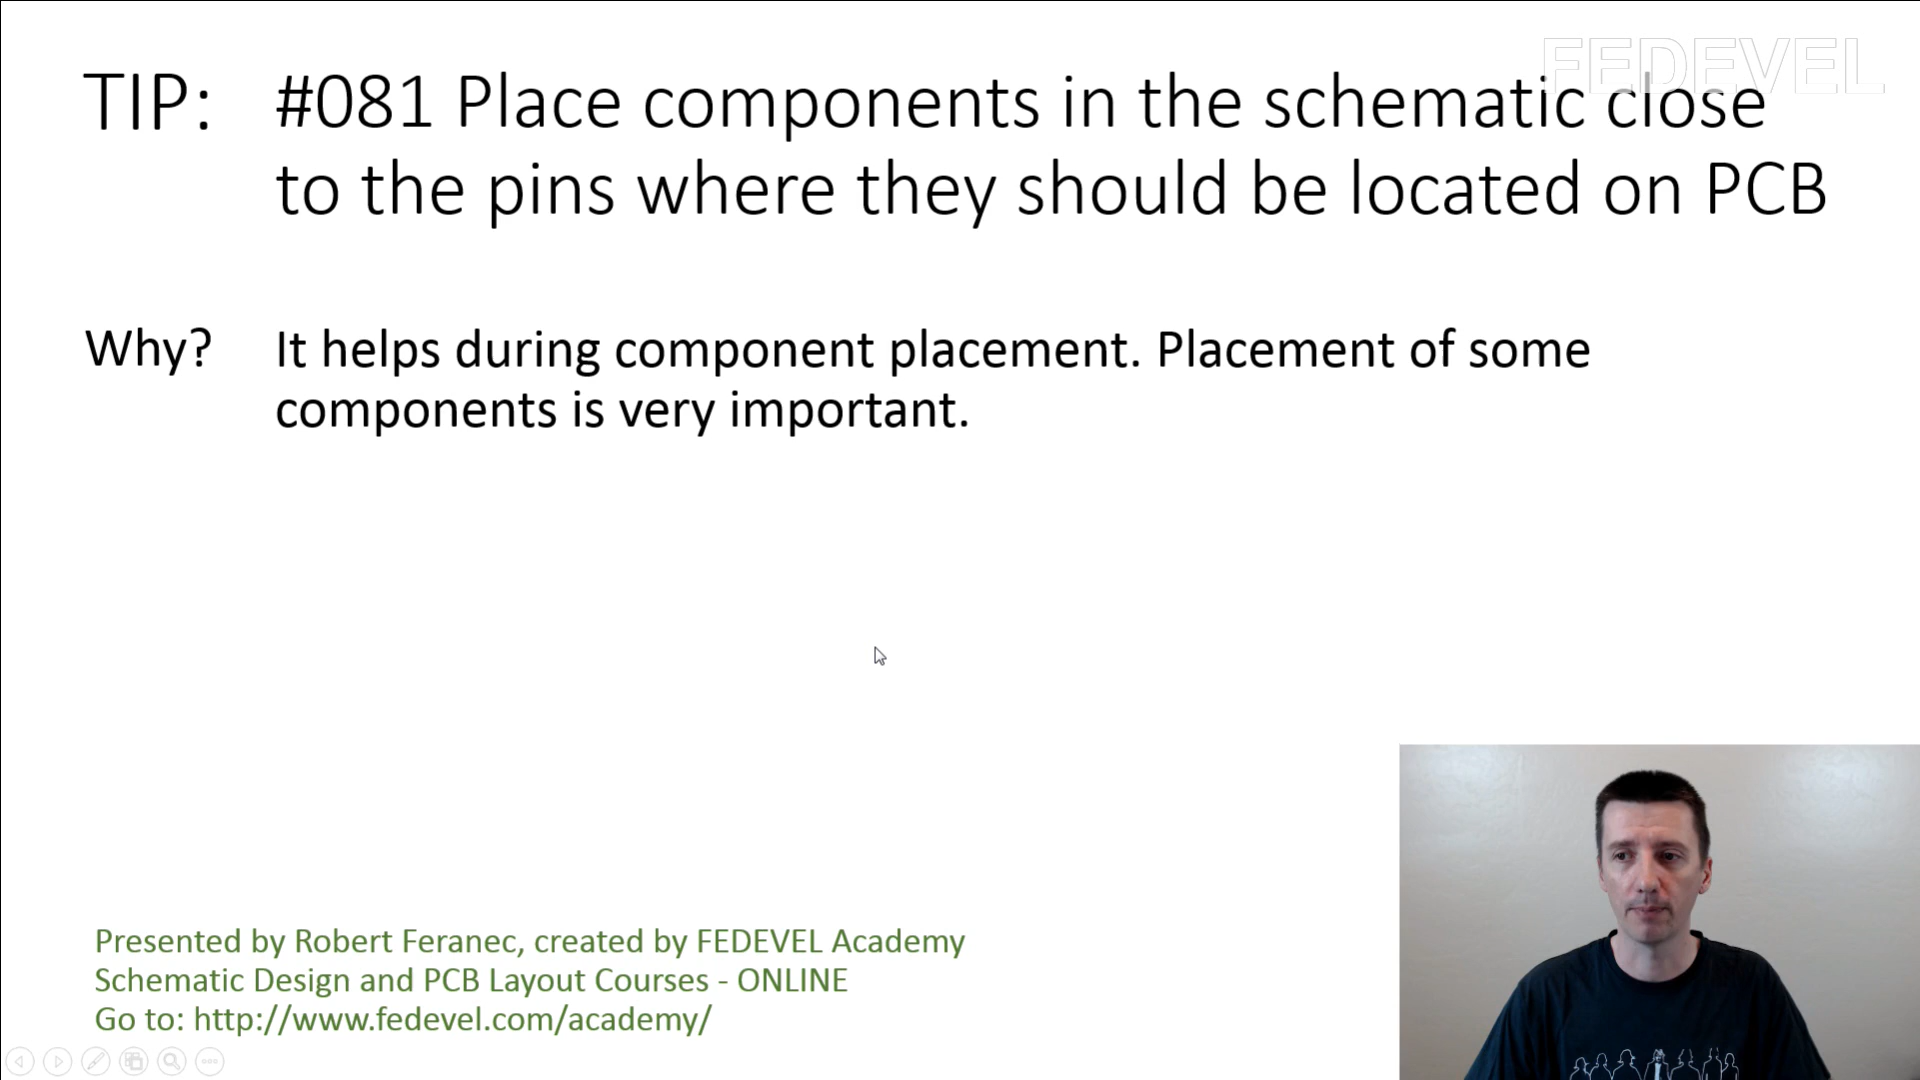 FEDEVEL
TIP: #081 Place components in the schematic close
to the pins where they should be located on PCB
Why? It helps during component placement. Placement of some
components is very important.
Presented by Robert Feranec, created by FEDEVEL Academy
Schematic Design and PCB Layout Courses - ONLINE
Go to: http://www.fedevel.com/academy/